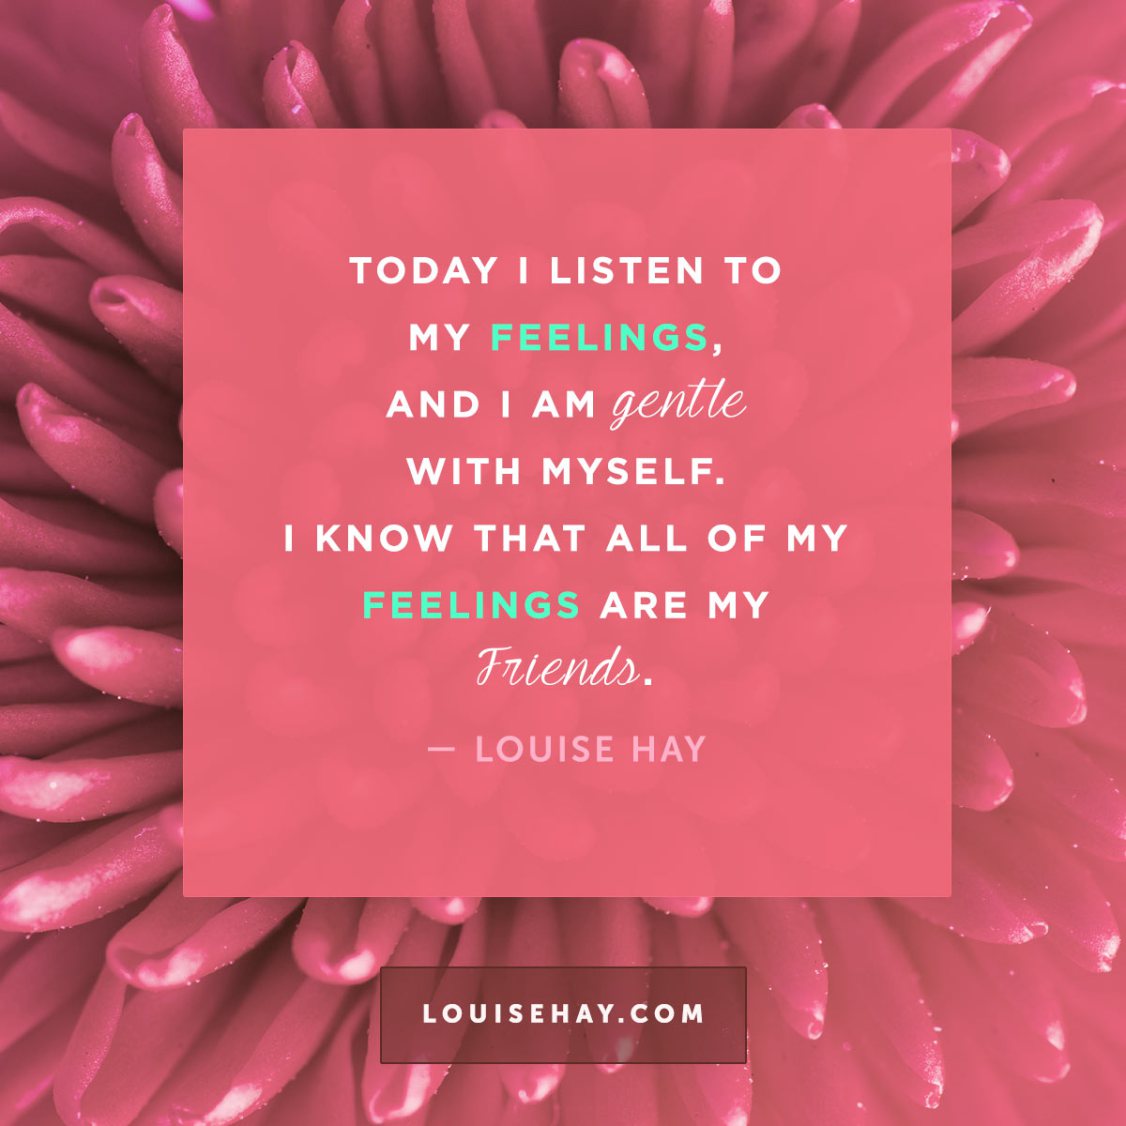 TODAY I LISTEN TO
MY FEELINGS,
AND I AM gentle
WITH MYSELF.
I KNOW THAT ALL OF MY
FEELINGS ARE MY
Friends.
— LOUISE HAY
LOUISEHAY.COM